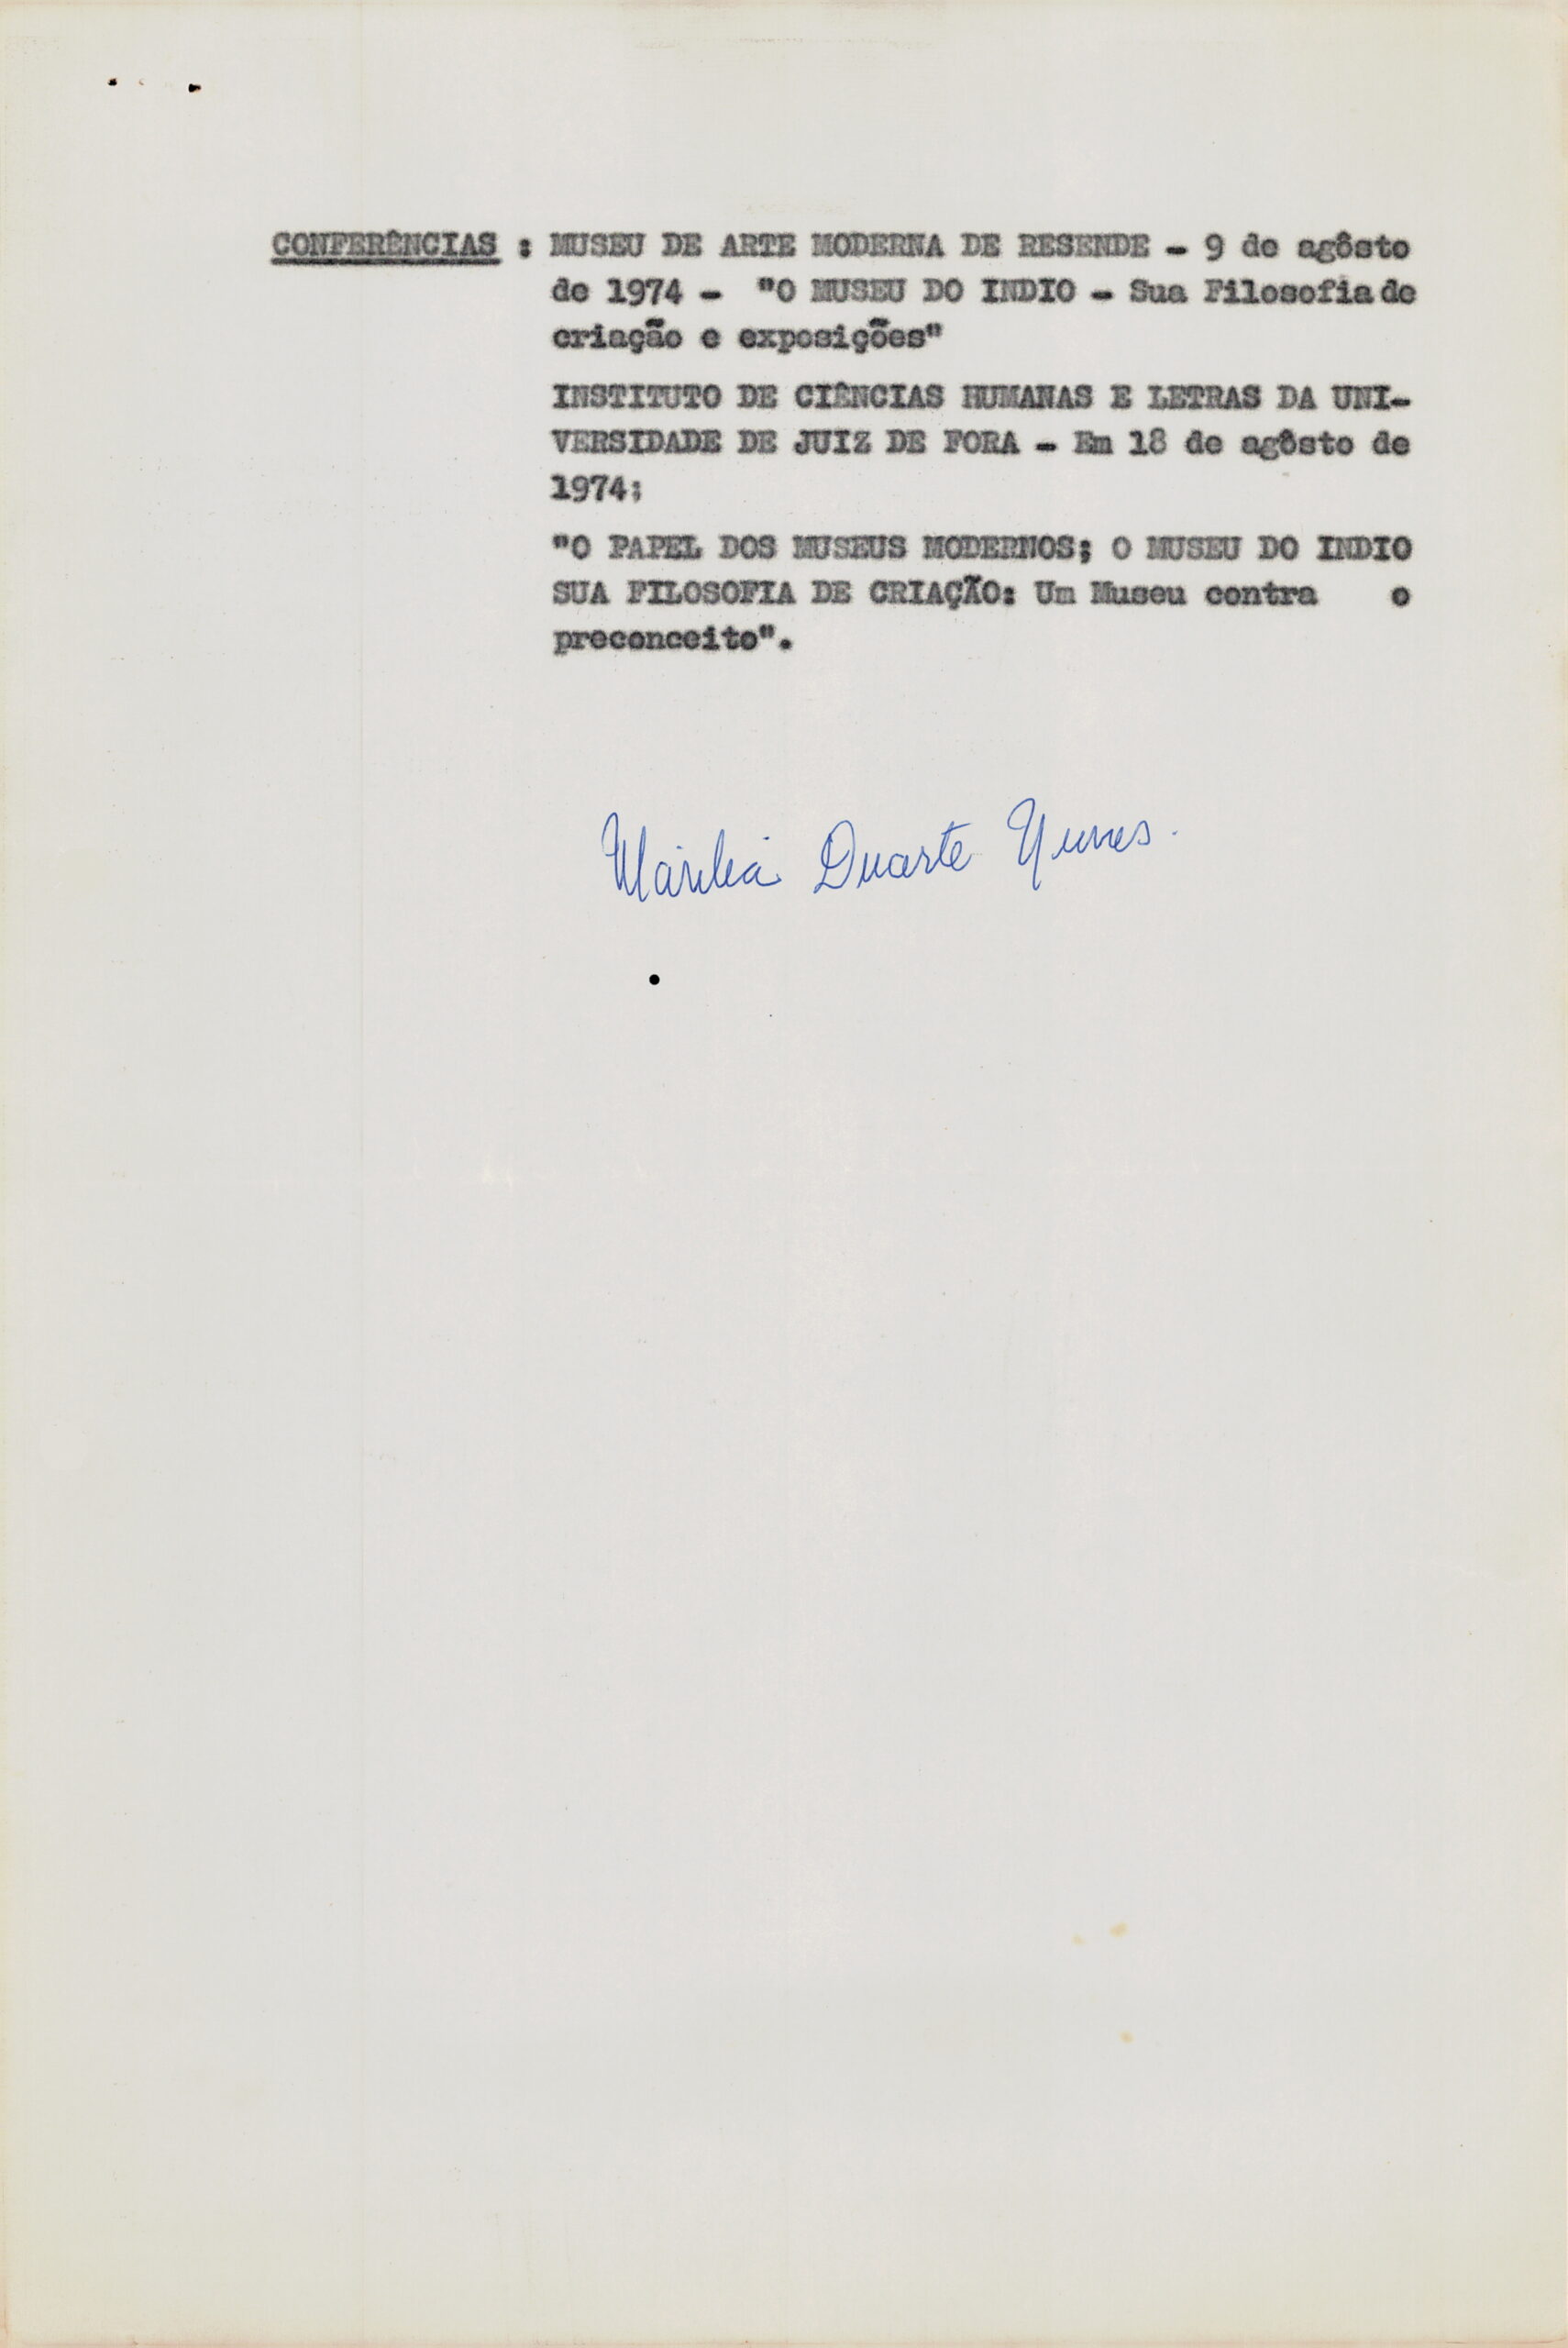 CONFERÊNCIAS : MUSEU DE ARTE MODERNA DE RESENDE - 9 de agôsto
de 1974 - "O MUSEU DO INDIO - Sua Filosofia de
criação e exposições"
INSTITUTO DE CIÊNCIAS HUMANAS E LETRAS DA UNI-
VERSIDADE DE JUIZ DE FORA - Em 18 de agôsto de
1974;
"O PAPEL DOS MUSEUS MODERNOS; O MUSEU DO INDIO
SUA FILOSOFIA DE CRIAÇÃO: Um Museu contra o
preconceito".
Marilia Duarte Nunes.